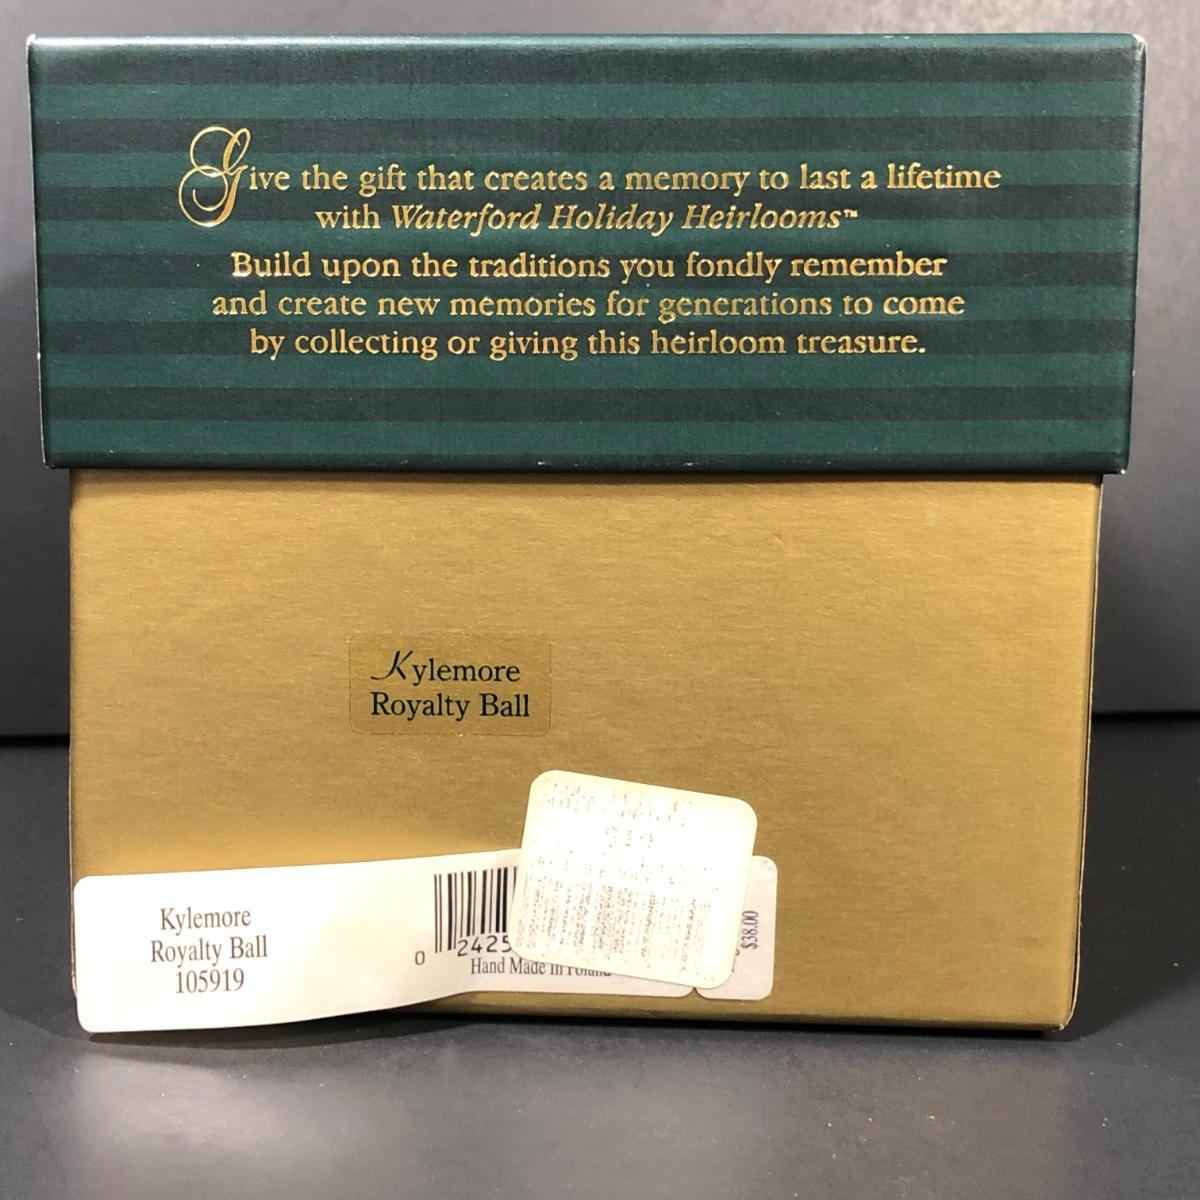 Give the gift that creates a memory to last a lifetime
with Waterford Holiday Heirlooms™
Build upon the traditions you fondly remember
and create new memories for generations to come
by collecting or giving this heirloom treasure.
Kylemore
Royalty Ball
Kylemore
Royalty Ball
105919
0 2425
Hand Made in Poland
$38.00